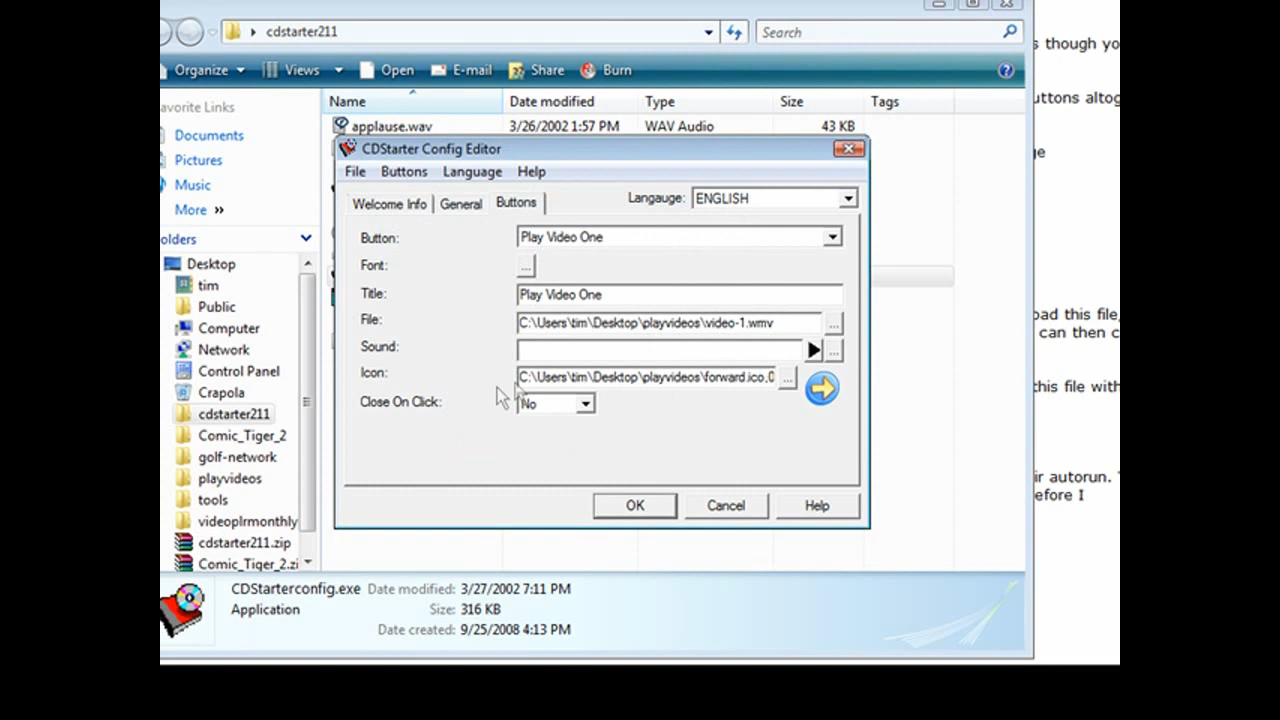 cdstarter211
Search
s though yo
Organize
Views
Open
E-mail
Share
Burn
uttons altog
avorite Links
Name
Date modified
Type
Size
Tags
Documents
applause.wav
3/26/2002 1:57 PM
WAV Audio
43 KB
Pictures
Music
More »
olders
Desktop
tim
Public
Computer
Network
Control Panel
Crapola
cdstarter211
Comic_Tiger_2
golf-network
playvideos
tools
videoplrmonthly
cdstarter211.zip
Comic_Tiger_2.zi
CDStarter Config Editor
File
Buttons
Language
Help
Welcome Info
General
Buttons
Langauge:
ENGLISH
Button:
Play Video One
Font:
...
Title:
Play Video One
File:
C:\Users\tim\Desktop\playvideos\video-1.wmv
...
Sound:
...
Icon:
C:\Users\tim\Desktop\playvideos\forward.ico,0
...
Close On Click:
No
OK
Cancel
Help
ge
oad this file,
can then c
this file with
ir autorun. T
efore I
CDStarterconfig.exe
Date modified: 3/27/2002 7:11 PM
Application
Size: 316 KB
Date created: 9/25/2008 4:13 PM